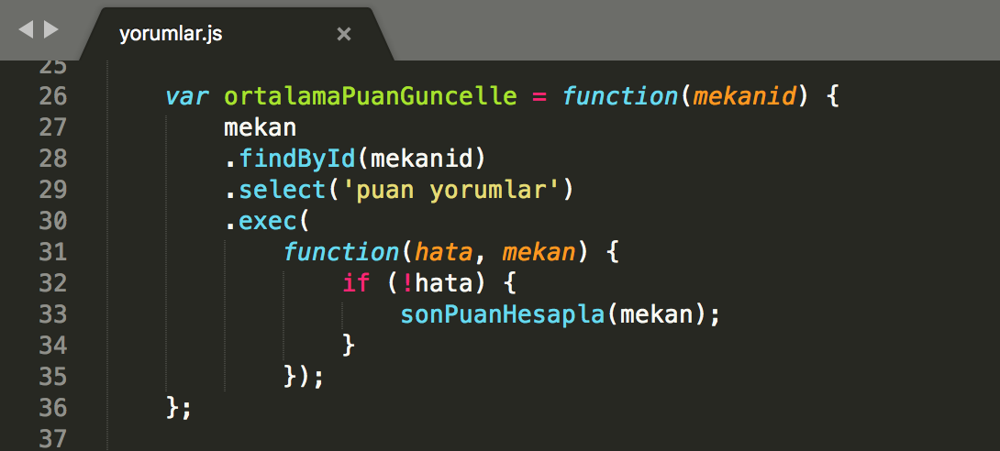 yorumlar.js ×
25
26 var ortalamaPuanGuncelle = function(mekanid) {
27 mekan
28 .findById(mekanid)
29 .select('puan yorumlar')
30 .exec(
31 function(hata, mekan) {
32 if (!hata) {
33 sonPuanHesapla(mekan);
34 }
35 });
36 };
37